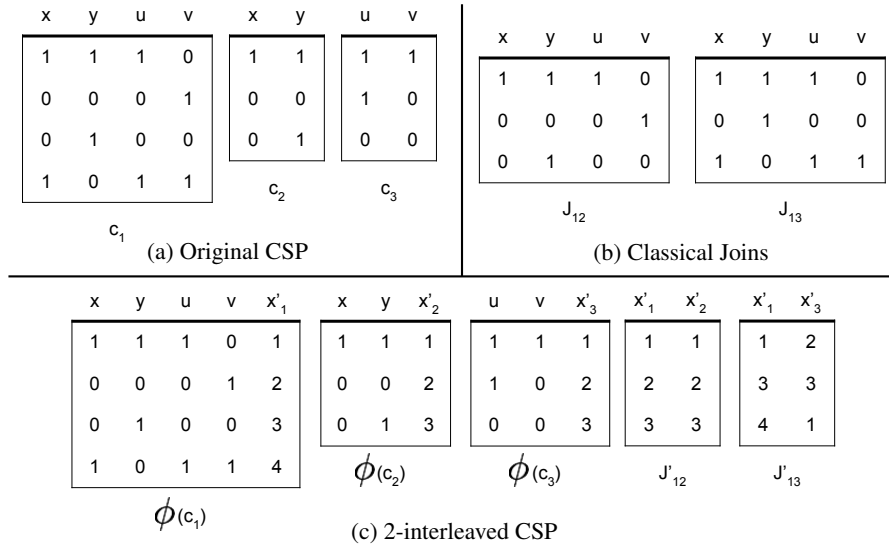 x y u v
1 1 1 0
0 0 0 1
0 1 0 0
1 0 1 1
c1
x y
1 1
0 0
0 1
c2
u v
1 1
1 0
0 0
c3
(a) Original CSP
x y u v
1 1 1 0
0 0 0 1
0 1 0 0
J12
x y u v
1 1 1 0
0 1 0 0
1 0 1 1
J13
(b) Classical Joins
x y u v x'1
1 1 1 0 1
0 0 0 1 2
0 1 0 0 3
1 0 1 1 4
ϕ(c1)
x y x'2
1 1 1
0 0 2
0 1 3
ϕ(c2)
u v x'3
1 1 1
1 0 2
0 0 3
ϕ(c3)
x'1 x'2
1 1
2 2
3 3
J'12
x'1 x'3
1 2
3 3
4 1
J'13
(c) 2-interleaved CSP